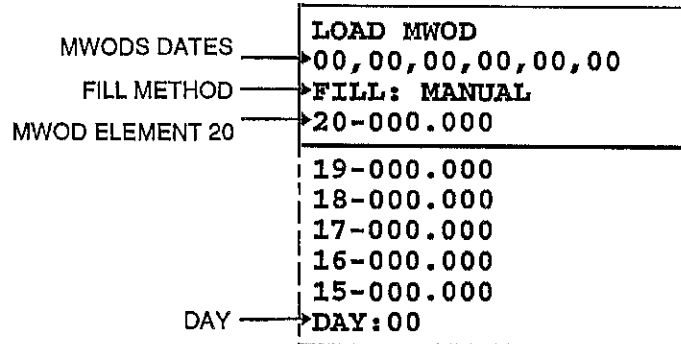 LOAD MWOD
MWODS DATES 00,00,00,00,00,00
FILL METHOD FILL: MANUAL
MWOD ELEMENT 20 20-000.000
19-000.000
18-000.000
17-000.000
16-000.000
15-000.000
DAY DAY:00